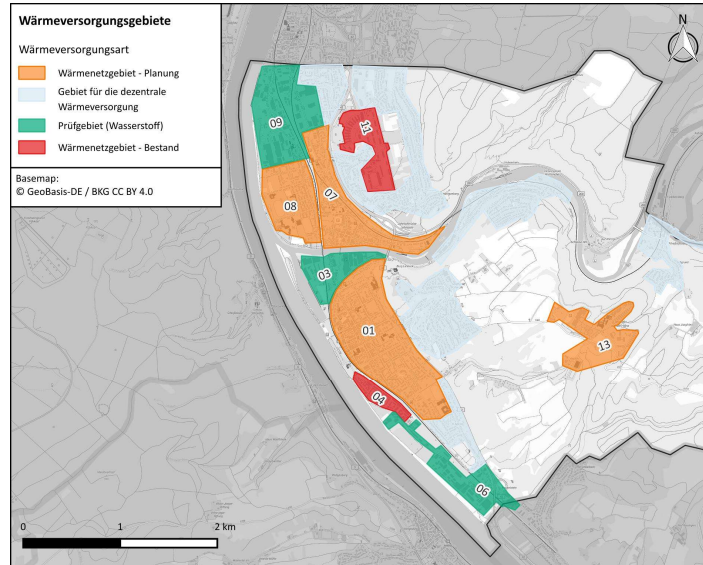 Wärmeversorgungsgebiete
Wärmeversorgungsart
Wärmenetzgebiet - Planung
Gebiet für die dezentrale
Wärmeversorgung
Prüfgebiet (Wasserstoff)
Wärmenetzgebiet - Bestand
Basemap:
© GeoBasis-DE / BKG CC BY 4.0
N
09
11
07
08
03
01
13
04
06
0 1 2 km